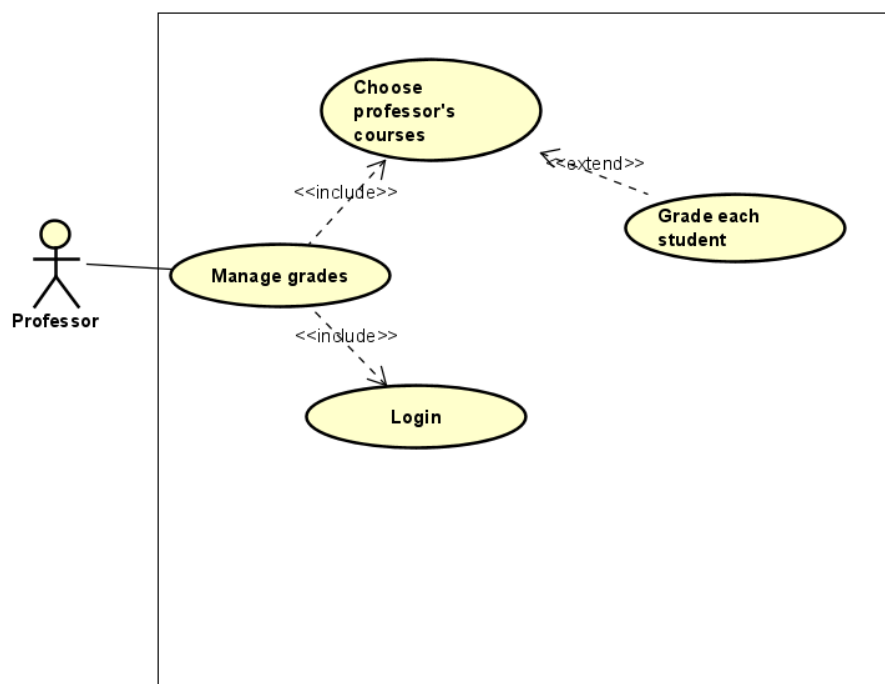 Choose
professor's
courses
<<extend>>
<<include>>
Grade each
student
Manage grades
Professor
<<include>>
Login